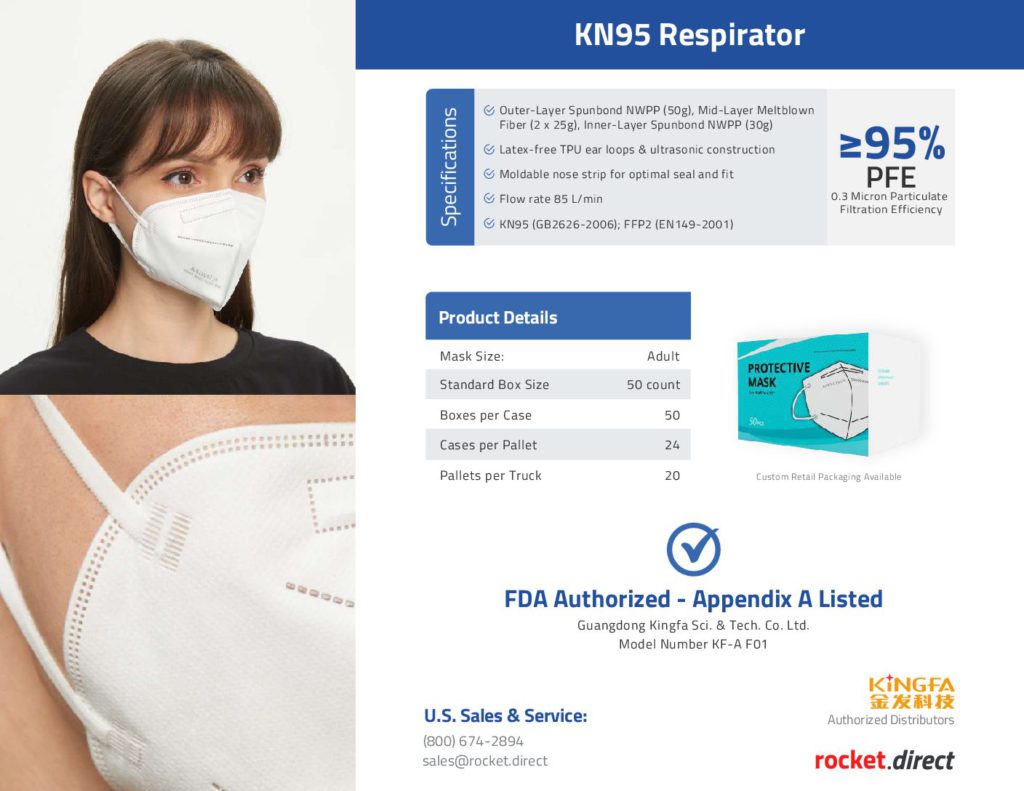 KN95 Respirator
Specifications
Outer-Layer Spunbond NWPP (50g), Mid-Layer Meltblown
Fiber (2 x 25g), Inner-Layer Spunbond NWPP (30g)
Latex-free TPU ear loops & ultrasonic construction
Moldable nose strip for optimal seal and fit
Flow rate 85 L/min
KN95 (GB2626-2006); FFP2 (EN149-2001)
≥95%
PFE
0.3 Micron Particulate
Filtration Efficiency
Product Details
Mask Size: Adult
Standard Box Size 50 count
Boxes per Case 50
Cases per Pallet 24
Pallets per Truck 20
PROTECTIVE
MASK
50PCS
Custom Retail Packaging Available
FDA Authorized - Appendix A Listed
Guangdong Kingfa Sci. & Tech. Co. Ltd.
Model Number KF-A F01
U.S. Sales & Service:
(800) 674-2894
sales@rocket.direct
KINGFA
金发科技
Authorized Distributors
rocket.direct